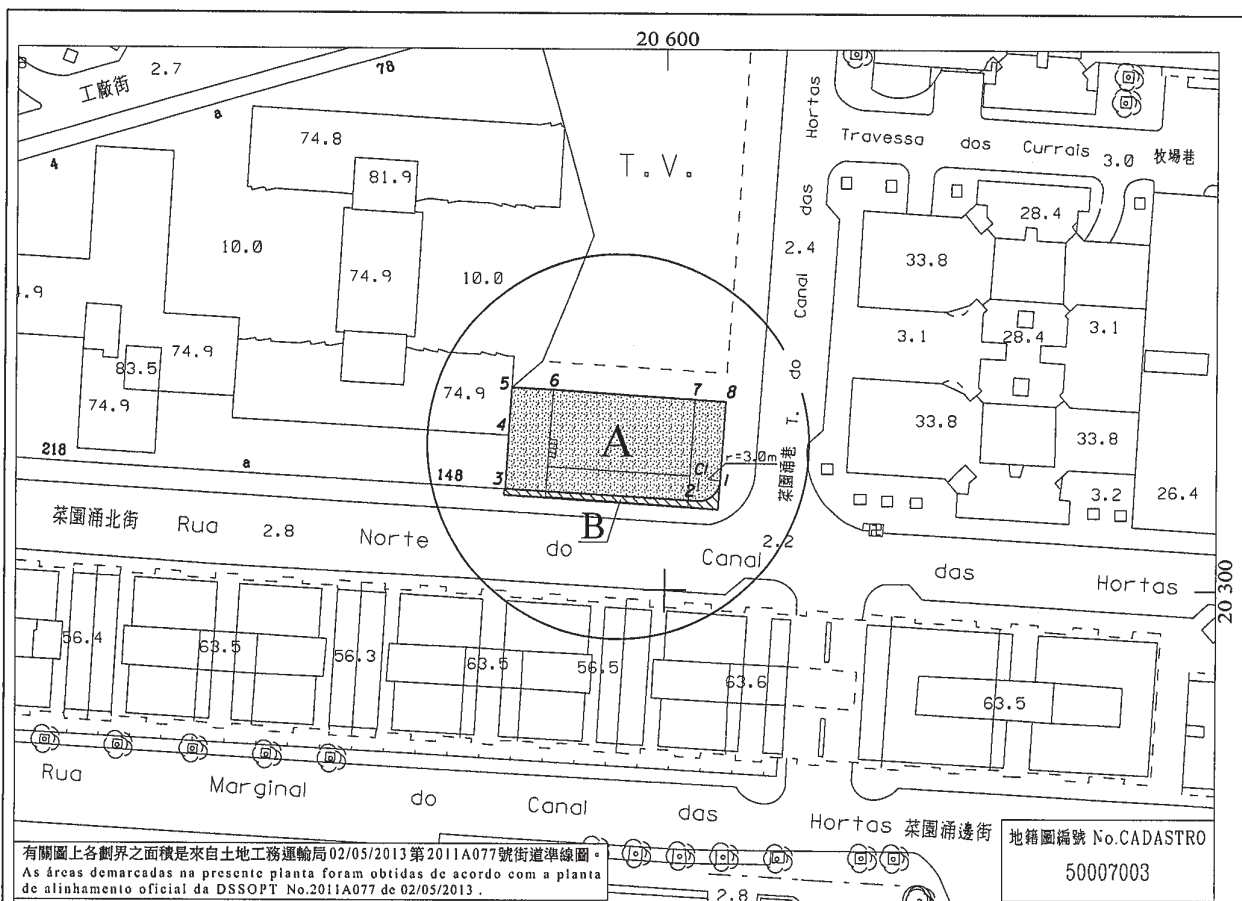 20 600
工廠街
2.7
78
a
4
74.8
81.9
T.V.
Hortas
das
Canal
do
T.
菜園涌巷
2.4
Travessa dos Currais 3.0 牧場巷
28.4
33.8
10.0
74.9
10.0
3.1
28.4
3.1
4.9
74.9
83.5
74.9
74.9
5
6
7
8
4
A
33.8
33.8
C1
r=3.0m
1
2
3
B
218
a
148
3.2
26.4
菜園涌北街 Rua 2.8 Norte do Canal das Hortas
2.2
20 300
56.4
63.5
56.3
63.5
56.5
63.6
63.5
Rua Marginal do Canal das Hortas 菜園涌邊街
2.8
有關圖上各劃界之面積是來自土地工務運輸局02/05/2013第2011A077號街道準線圖。
As áreas demarcadas na presente planta foram obtidas de acordo com a planta
de alinhamento oficial da DSSOPT No.2011A077 de 02/05/2013 .
地籍圖編號 No.CADASTRO
50007003